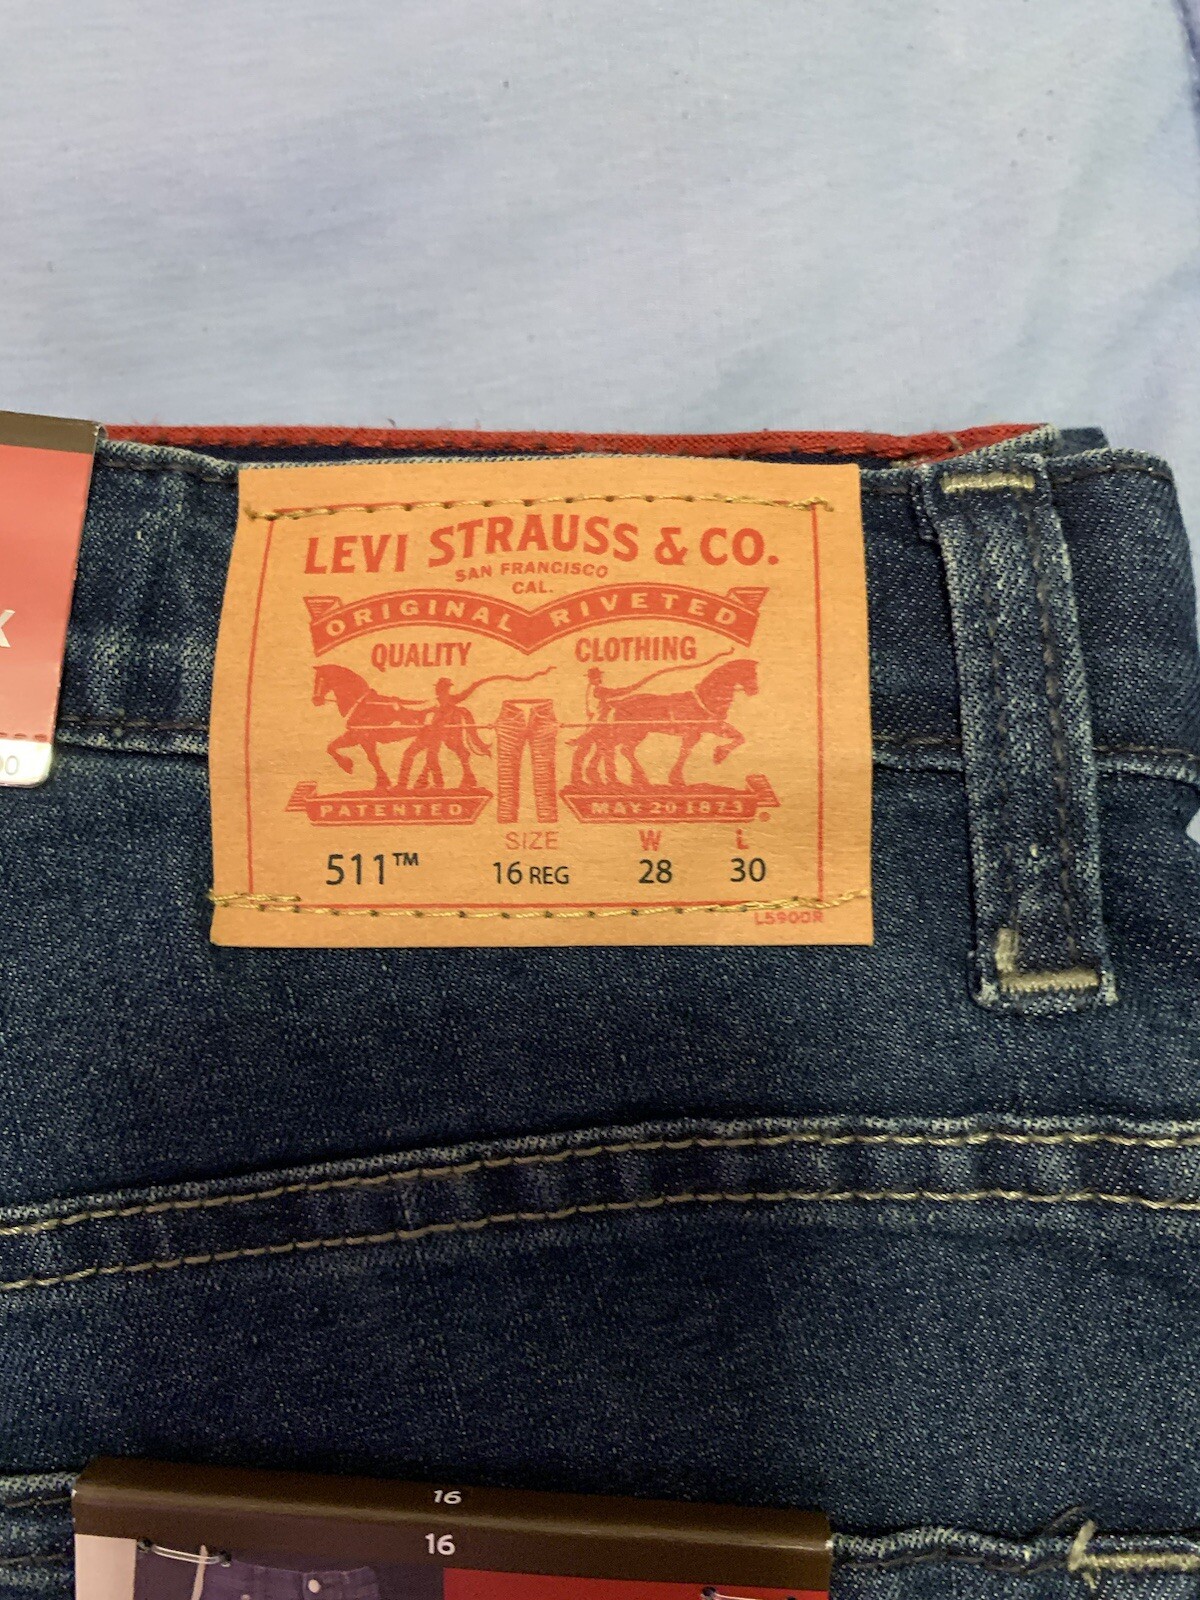 LEVI STRAUSS & CO.
SAN FRANCISCO
CAL.
ORIGINAL RIVETED
QUALITY CLOTHING
PATENTED MAY 20 1873
®
SIZE W L
511™ 16 REG 28 30
L5900R
X
00
16
16